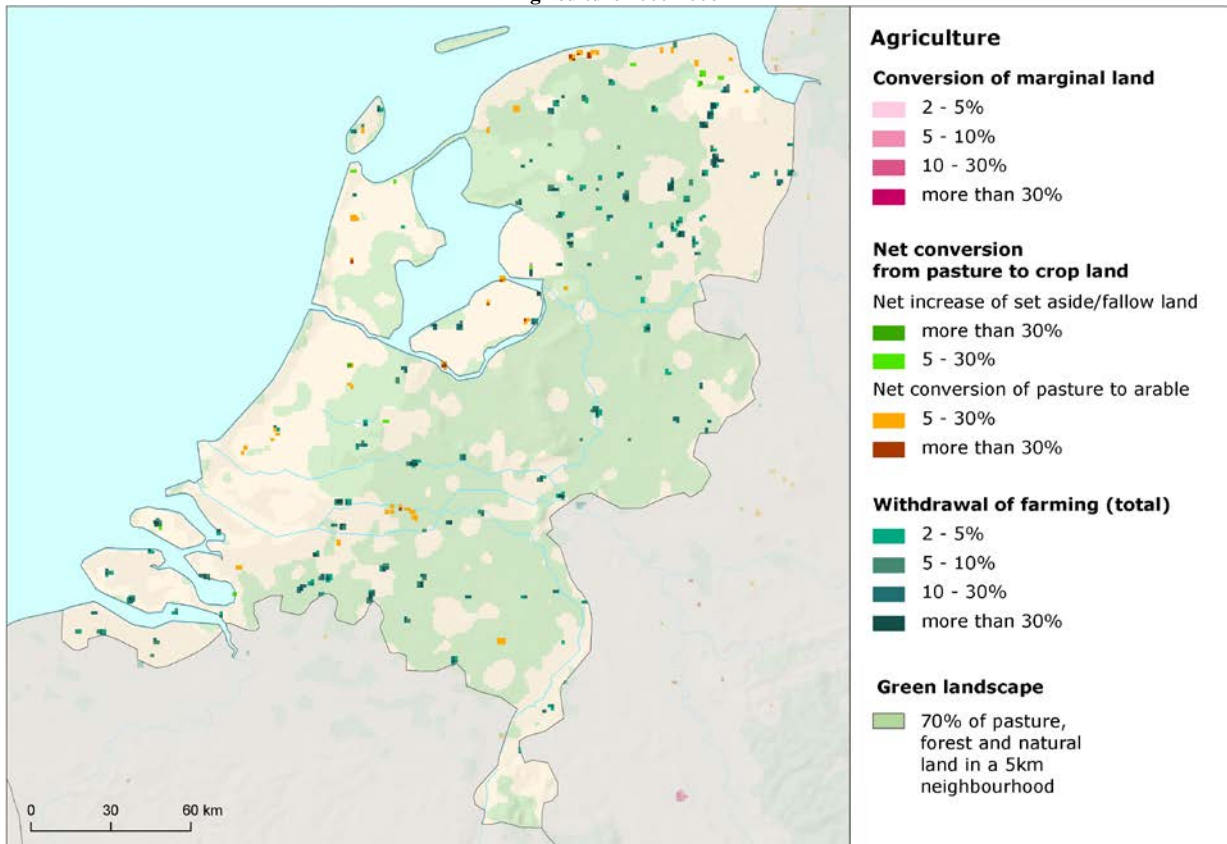 Agriculture
Conversion of marginal land
2 - 5%
5 - 10%
10 - 30%
more than 30%
Net conversion
from pasture to crop land
Net increase of set aside/fallow land
more than 30%
5 - 30%
Net conversion of pasture to arable
5 - 30%
more than 30%
Withdrawal of farming (total)
2 - 5%
5 - 10%
10 - 30%
more than 30%
Green landscape
70% of pasture,
forest and natural
land in a 5km
neighbourhood
0 30 60 km